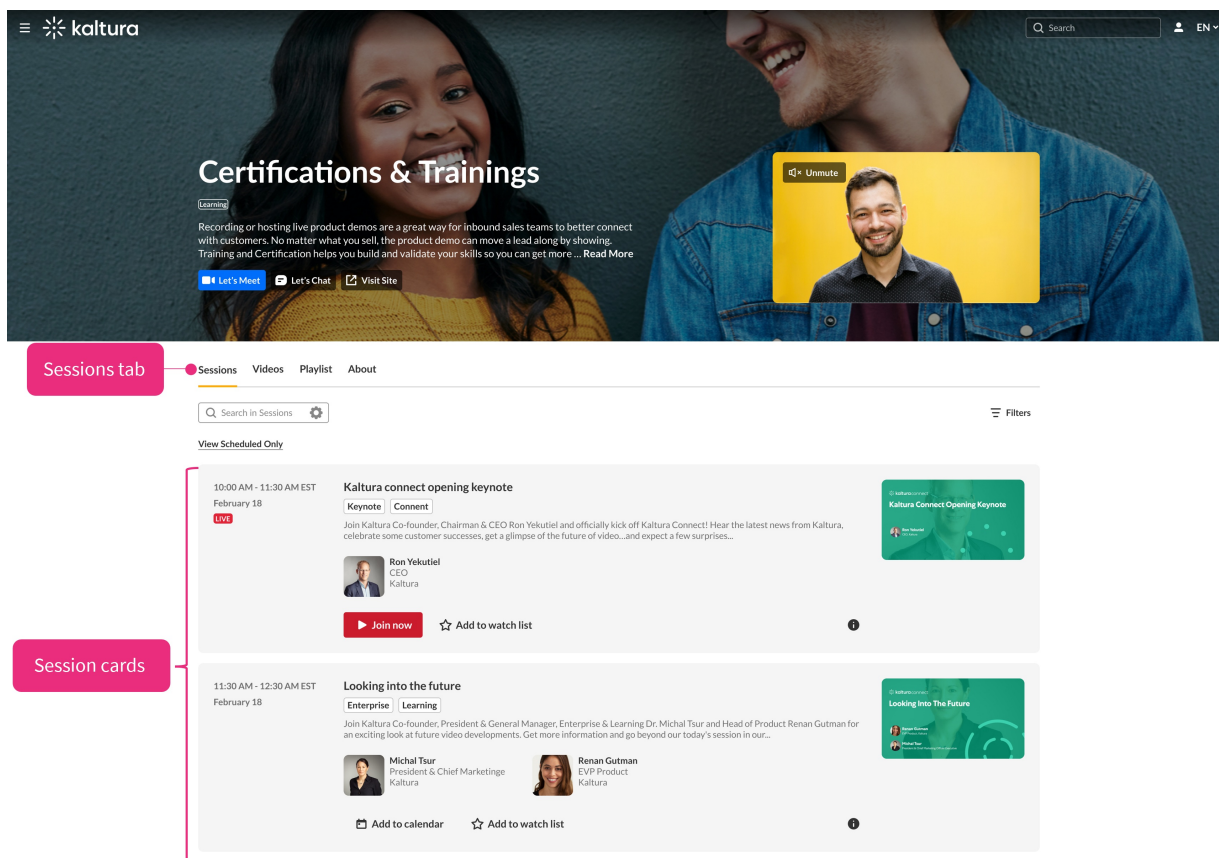 kaltura
Search
EN
Certifications & Trainings
Learning
Recording or hosting live product demos are a great way for inbound sales teams to better connect
with customers. No matter what you sell, the product demo can move a lead along by showing.
Training and Certification helps you build and validate your skills so you can get more ... Read More
Let's Meet
Let's Chat
Visit Site
Unmute
Sessions tab
Sessions
Videos
Playlist
About
Search in Sessions
Filters
View Scheduled Only
Session cards
10:00 AM - 11:30 AM EST
February 18
LIVE
Kaltura connect opening keynote
Keynote
Connent
Join Kaltura Co-founder, Chairman & CEO Ron Yekutiel and officially kick off Kaltura Connect! Hear the latest news from Kaltura,
celebrate some customer successes, get a glimpse of the future of video...and expect a few surprises...
Ron Yekutiel
CEO
Kaltura
Join now
Add to watch list
kalturaconnect
Kaltura Connect Opening Keynote
Ron Yekutiel
11:30 AM - 12:30 AM EST
February 18
Looking into the future
Enterprise
Learning
Join Kaltura Co-founder, President & General Manager, Enterprise & Learning Dr. Michal Tsur and Head of Product Renan Gutman for
an exciting look at future video developments. Get more information and go beyond our today's session in our...
Michal Tsur
President & Chief Marketinge
Kaltura
Renan Gutman
EVP Product
Kaltura
Add to calendar
Add to watch list
kalturaconnect
Looking Into The Future
Renan Gutman
Michal Tsur